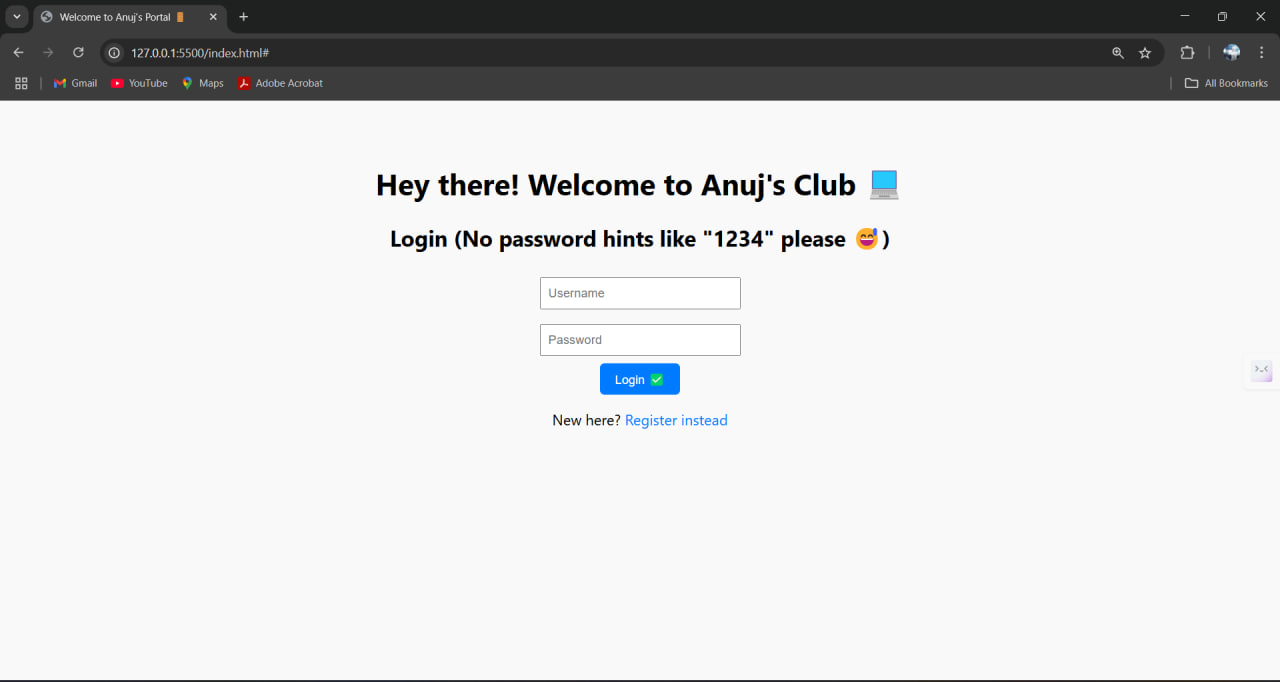 Welcome to Anuj's Portal 🚪
127.0.0.1:5500/index.html#
Gmail YouTube Maps Adobe Acrobat All Bookmarks
Hey there! Welcome to Anuj's Club 💻
Login (No password hints like "1234" please 😅)
Username
Password
Login ✅
New here? Register instead